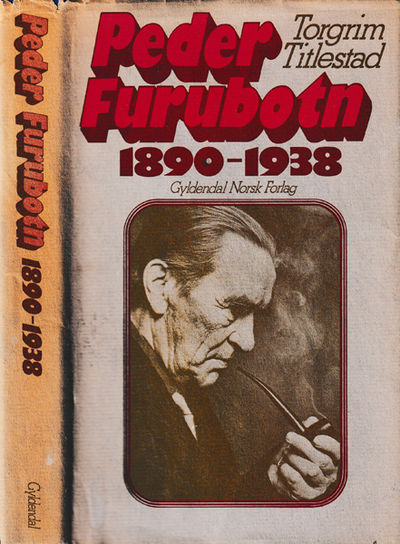 Peder Furubotn 1890-1938
Gyldendal
Torgrim
Titlestad
Peder
Furubotn
1890-1938
Gyldendal Norsk Forlag